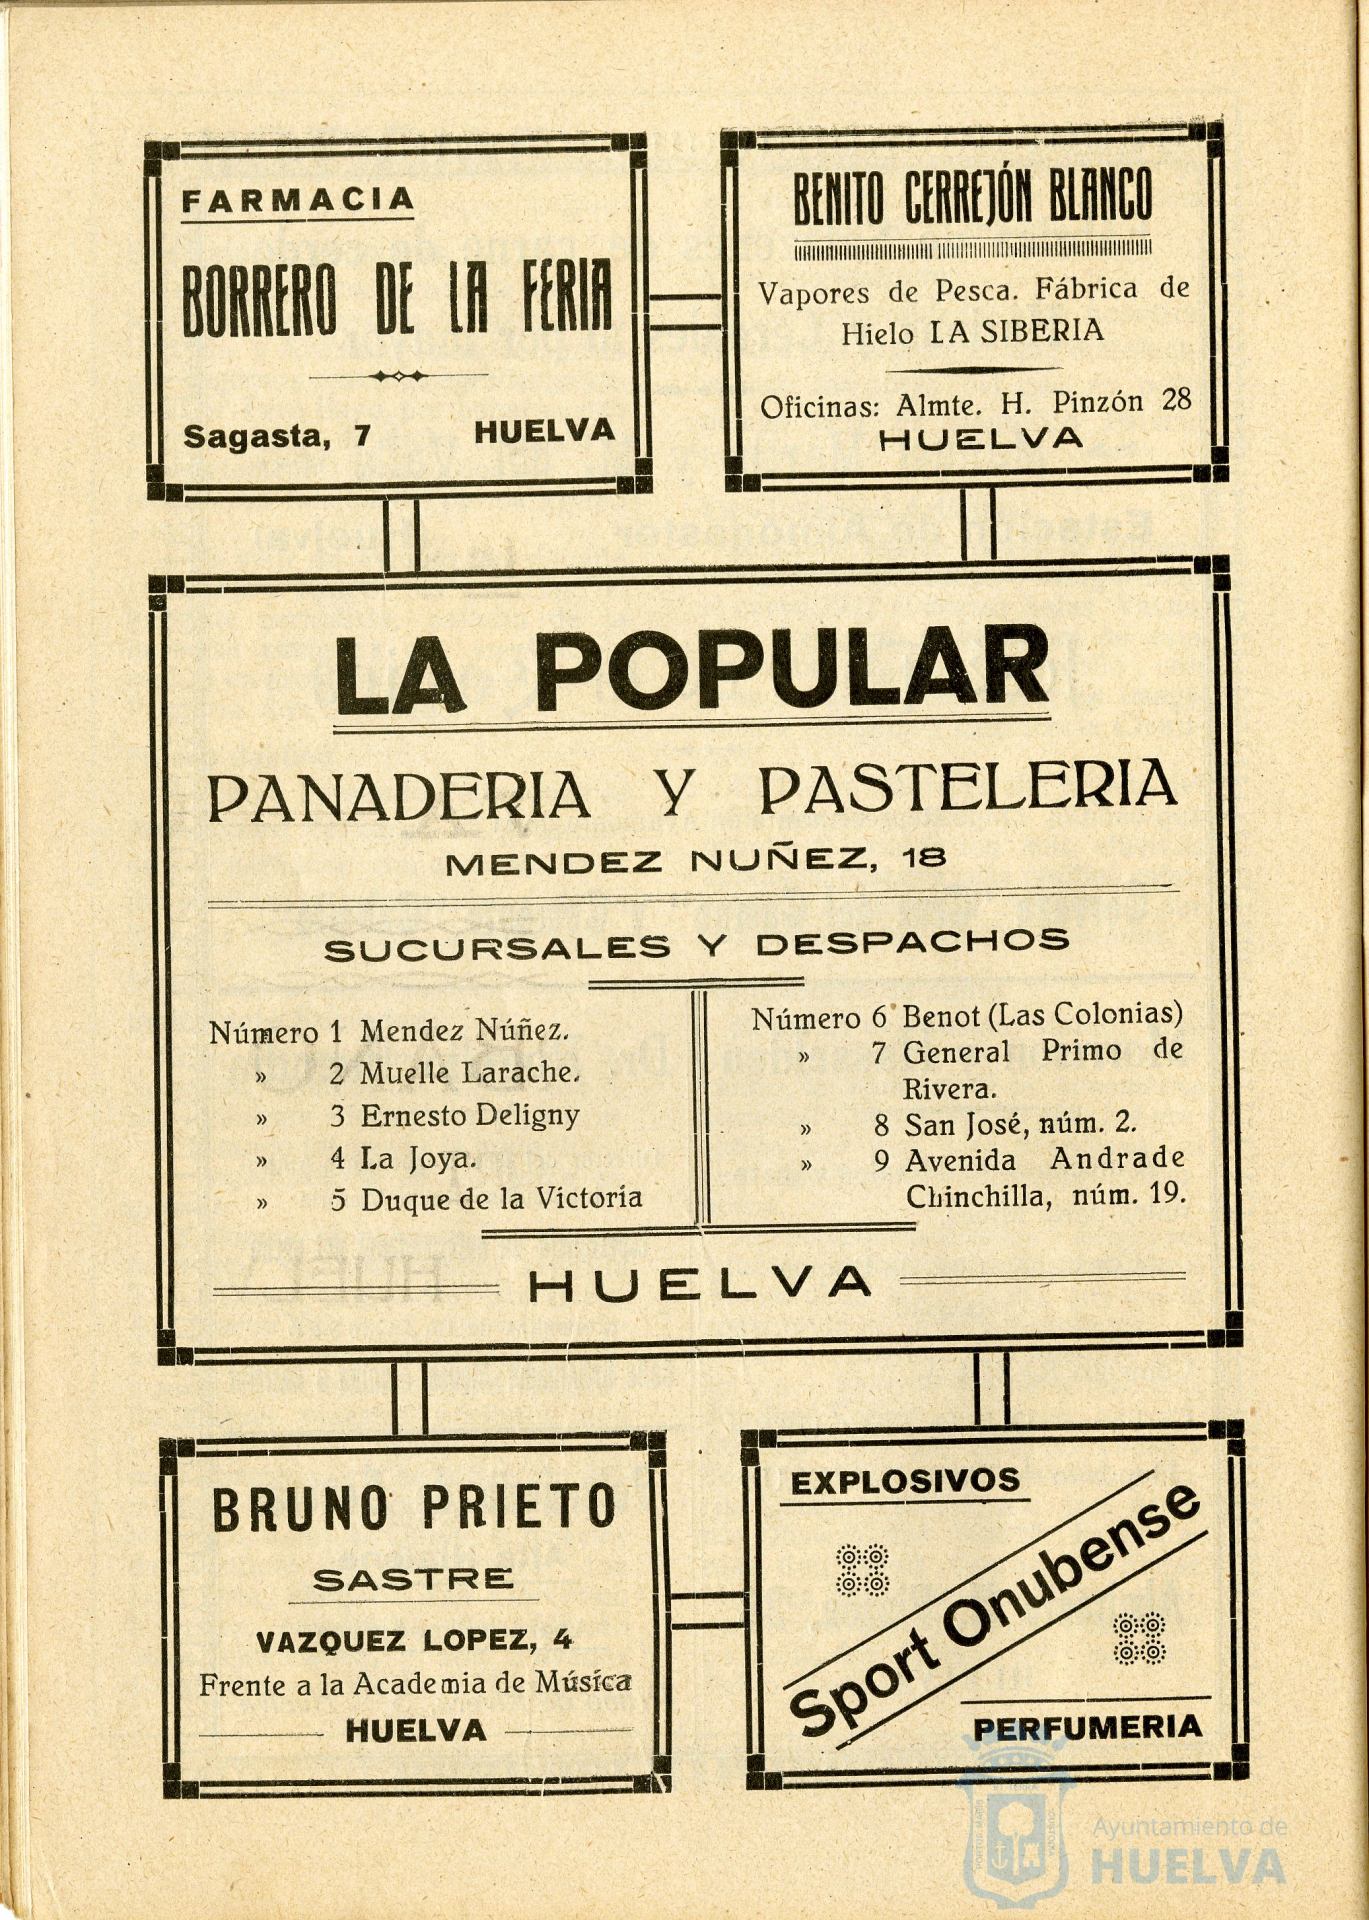 FARMACIA
BORRERO DE LA FERIA
Sagasta, 7 HUELVA
BENITO CERREJÓN BLANCO
Vapores de Pesca. Fábrica de
Hielo LA SIBERIA
Oficinas: Almte. H. Pinzón 28
HUELVA
LA POPULAR
PANADERIA Y PASTELERIA
MENDEZ NUÑEZ, 18
SUCURSALES Y DESPACHOS
Número 1 Mendez Núñez.
» 2 Muelle Larache.
» 3 Ernesto Deligny
» 4 La Joya.
» 5 Duque de la Victoria
Número 6 Benot (Las Colonias)
» 7 General Primo de
Rivera.
» 8 San José, núm. 2.
» 9 Avenida Andrade
Chinchilla, núm. 19.
HUELVA
BRUNO PRIETO
SASTRE
VAZQUEZ LOPEZ, 4
Frente a la Academia de Música
HUELVA
EXPLOSIVOS
Sport Onubense
PERFUMERIA
Ayuntamiento de
HUELVA